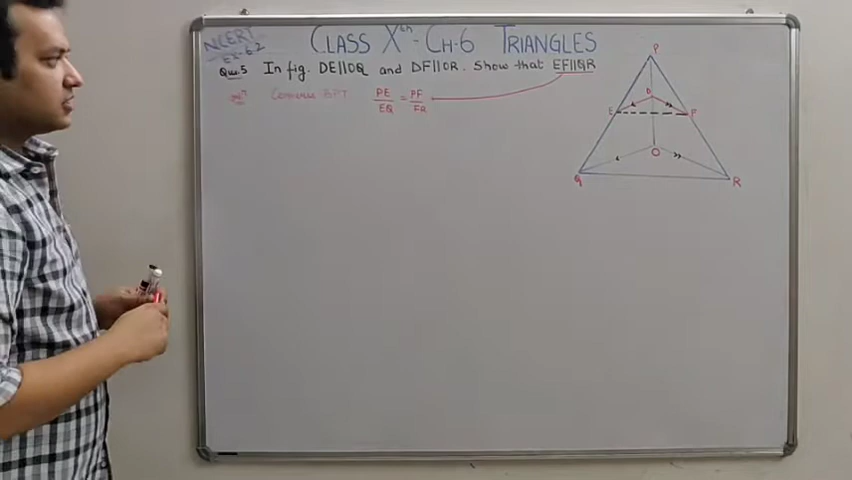 NCERT
EX-6.2
CLASS Xth - CH-6 TRIANGLES
Que.5 In fig. DE||OQ and DF||OR. Show that EF||QR
Converse BPT PE/EQ = PF/FR
P
D
E F
O
Q R